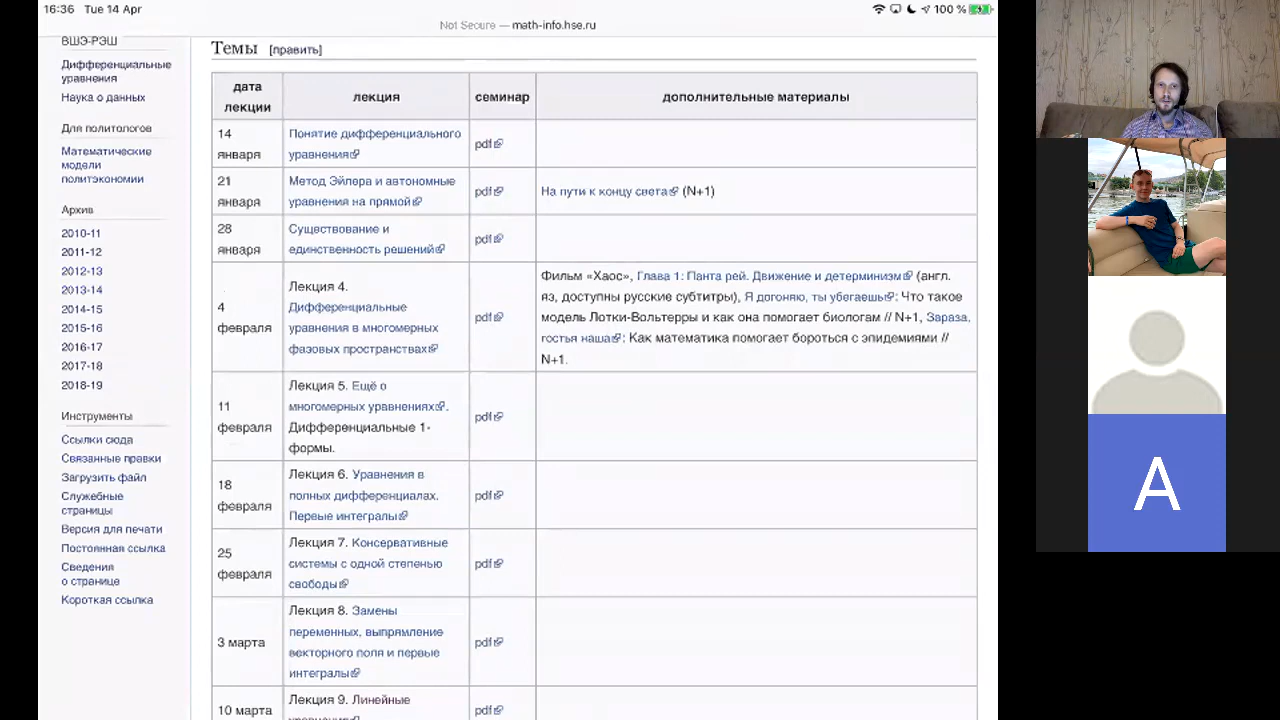 16:36 Tue 14 Apr
100 %
Not Secure — math-info.hse.ru
ВШЭ-РЭШ
Дифференциальные
уравнения
Наука о данных
Для политологов
Математические
модели
политэкономии
Архив
2010-11
2011-12
2012-13
2013-14
2014-15
2015-16
2016-17
2017-18
2018-19
Инструменты
Ссылки сюда
Связанные правки
Загрузить файл
Служебные
страницы
Версия для печати
Постоянная ссылка
Сведения
о странице
Короткая ссылка
Темы [править]
дата
лекции
лекция
семинар
дополнительные материалы
14
января
Понятие дифференциального
уравнения
pdf
21
января
Метод Эйлера и автономные
уравнения на прямой
pdf
На пути к концу света (N+1)
28
января
Существование и
единственность решений
pdf
4
февраля
Лекция 4.
Дифференциальные
уравнения в многомерных
фазовых пространствах
pdf
Фильм «Хаос», Глава 1: Панта рей. Движение и детерминизм (англ.
яз, доступны русские субтитры), Я догоняю, ты убегаешь: Что такое
модель Лотки-Вольтерры и как она помогает биологам // N+1, Зараза,
гостья наша: Как математика помогает бороться с эпидемиями //
N+1.
11
февраля
Лекция 5. Ещё о
многомерных уравнениях.
Дифференциальные 1-
формы.
pdf
18
февраля
Лекция 6. Уравнения в
полных дифференциалах.
Первые интегралы
pdf
25
февраля
Лекция 7. Консервативные
системы с одной степенью
свободы
pdf
3 марта
Лекция 8. Замены
переменных, выпрямление
векторного поля и первые
интегралы
pdf
10 марта
Лекция 9. Линейные
уравнения
pdf
A